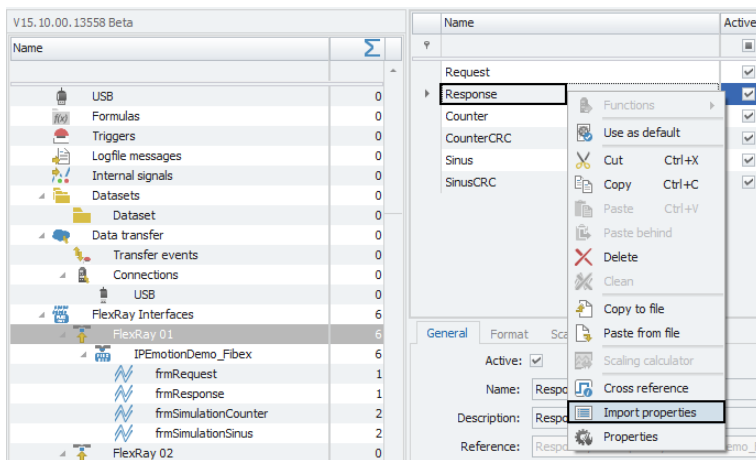 V15.10.00.13558 Beta
Name
USB 0
Formulas 0
Triggers 0
Logfile messages 0
Internal signals 0
Datasets 0
Dataset 0
Data transfer 0
Transfer events 0
Connections 0
USB 0
FlexRay Interfaces 6
FlexRay 01 6
IPEmotionDemo_Fibex 6
frmRequest 1
frmResponse 1
frmSimulationCounter 2
frmSimulationSinus 2
FlexRay 02 0
Name Active
Request
Response
Counter
CounterCRC
Sinus
SinusCRC
Functions
Use as default
Cut Ctrl+X
Copy Ctrl+C
Paste Ctrl+V
Paste behind
Delete
Clean
Copy to file
Paste from file
Scaling calculator
Cross reference
Import properties
Properties
General Format Sca
Active:
Name: Respo
Description: Respo
Reference: Respo